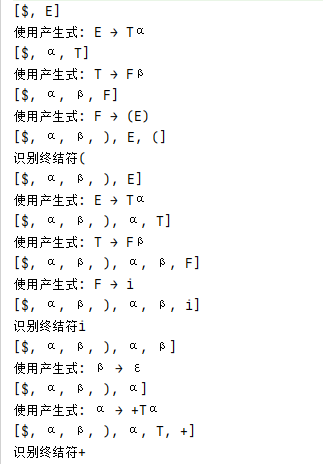 [$, E]
使用产生式: E → Tα
[$, α, T]
使用产生式: T → Fβ
[$, α, β, F]
使用产生式: F → (E)
[$, α, β, ), E, (]
识别终结符(
[$, α, β, ), E]
使用产生式: E → Tα
[$, α, β, ), α, T]
使用产生式: T → Fβ
[$, α, β, ), α, β, F]
使用产生式: F → i
[$, α, β, ), α, β, i]
识别终结符i
[$, α, β, ), α, β]
使用产生式: β → ε
[$, α, β, ), α]
使用产生式: α → +Tα
[$, α, β, ), α, T, +]
识别终结符+